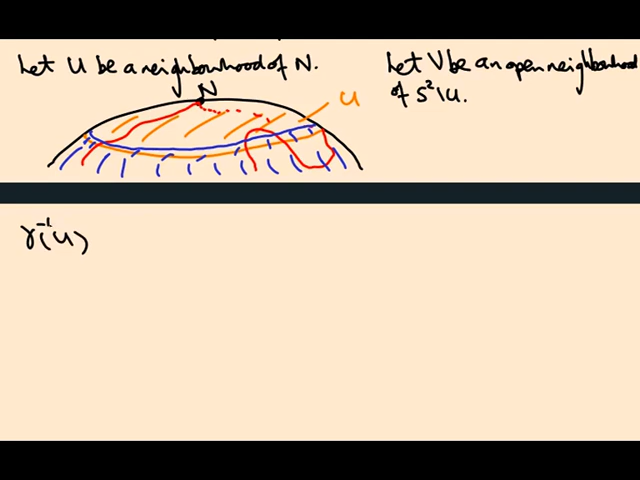 Let U be a neighbourhood of N.
Let V be an open neighbourhood
of S²\U.
N
U
γ⁻¹(U)